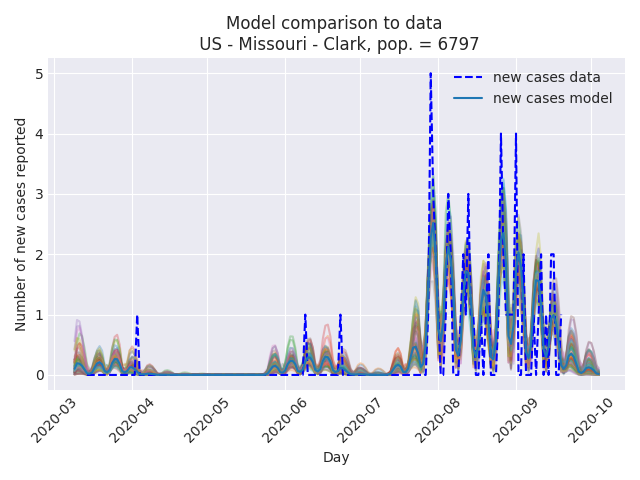 Model comparison to data
US - Missouri - Clark, pop. = 6797
new cases data
new cases model
Number of new cases reported
5
4
3
2
1
0
2020-03
2020-04
2020-05
2020-06
2020-07
2020-08
2020-09
2020-10
Day